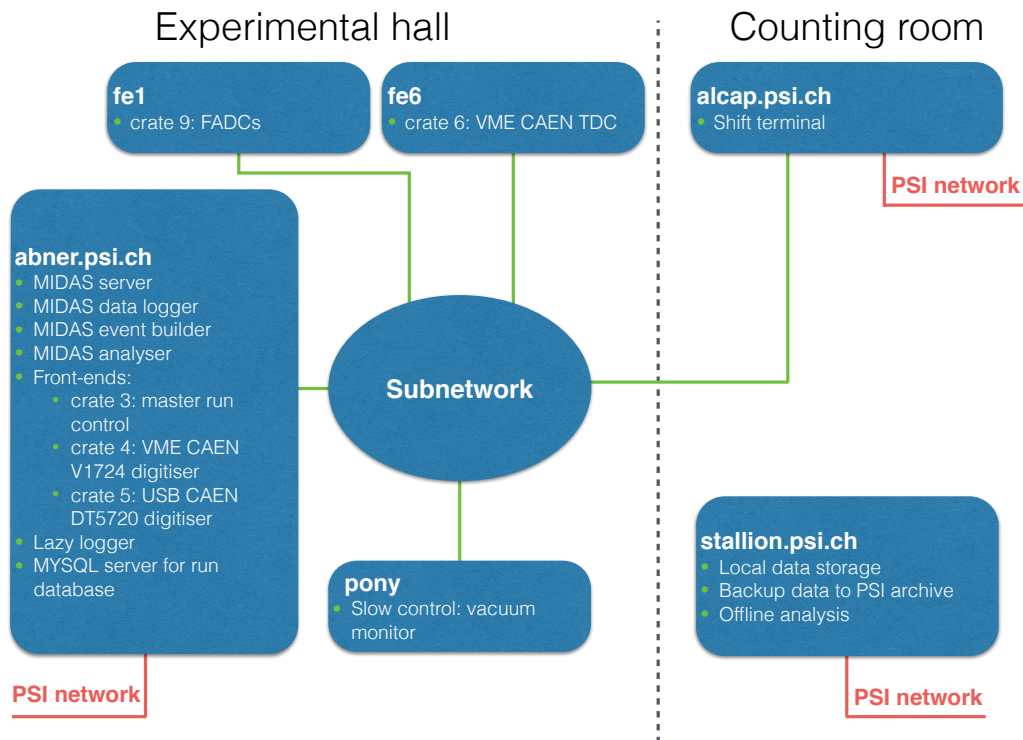 Experimental hall
Counting room
fe1
• crate 9: FADCs
fe6
• crate 6: VME CAEN TDC
alcap.psi.ch
• Shift terminal
PSI network
abner.psi.ch
• MIDAS server
• MIDAS data logger
• MIDAS event builder
• MIDAS analyser
• Front-ends:
• crate 3: master run
control
• crate 4: VME CAEN
V1724 digitiser
• crate 5: USB CAEN
DT5720 digitiser
• Lazy logger
• MYSQL server for run
database
PSI network
Subnetwork
pony
• Slow control: vacuum
monitor
stallion.psi.ch
• Local data storage
• Backup data to PSI archive
• Offline analysis
PSI network